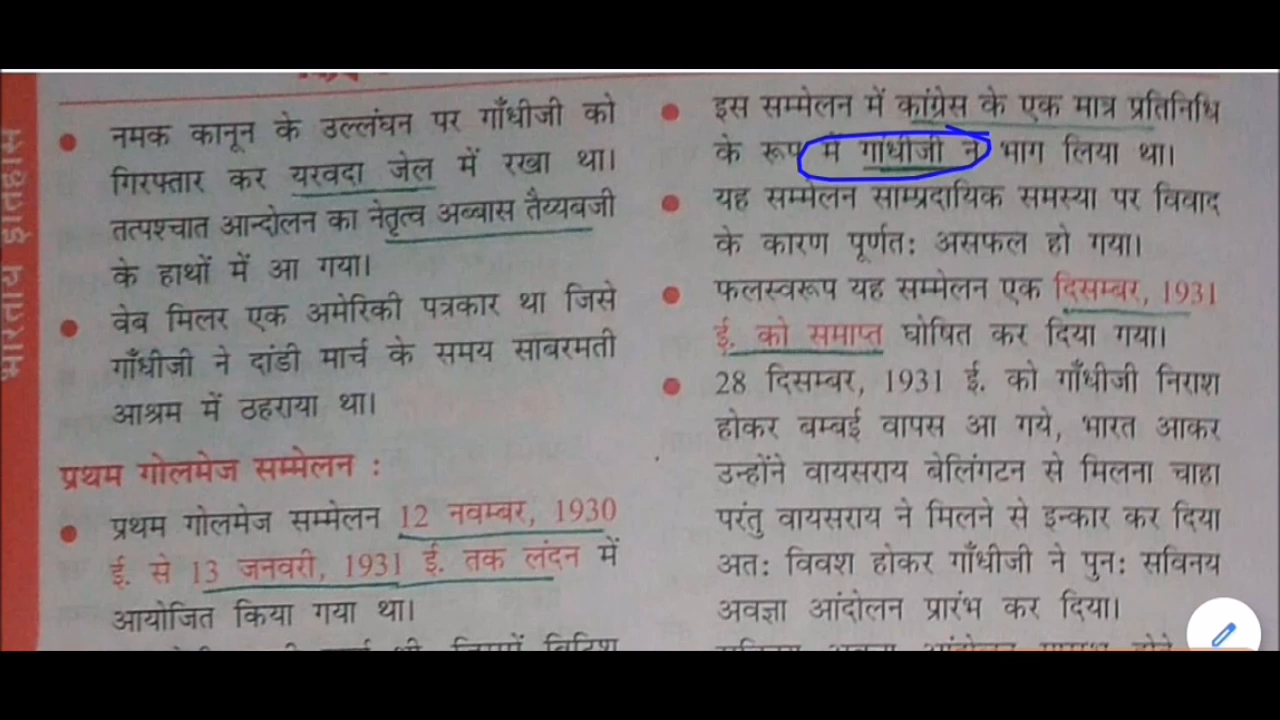 भारतीय इतिहास
नमक कानून के उल्लंघन पर गाँधीजी को
गिरफ्तार कर यरवदा जेल में रखा था।
तत्पश्चात आन्दोलन का नेतृत्व अब्बास तैय्यबजी
के हाथों में आ गया।
वेब मिलर एक अमेरिकी पत्रकार था जिसे
गाँधीजी ने दांडी मार्च के समय साबरमती
आश्रम में ठहराया था।
प्रथम गोलमेज सम्मेलन :
प्रथम गोलमेज सम्मेलन 12 नवम्बर, 1930
ई. से 13 जनवरी, 1931 ई. तक लंदन में
आयोजित किया गया था।
इस सम्मेलन में कांग्रेस के एक मात्र प्रतिनिधि
के रूप में गांधीजी ने भाग लिया था।
यह सम्मेलन साम्प्रदायिक समस्या पर विवाद
के कारण पूर्णत: असफल हो गया।
फलस्वरूप यह सम्मेलन एक दिसम्बर, 1931
ई. को समाप्त घोषित कर दिया गया।
28 दिसम्बर, 1931 ई. को गाँधीजी निराश
होकर बम्बई वापस आ गये, भारत आकर
उन्होंने वायसराय बेलिंगटन से मिलना चाहा
परंतु वायसराय ने मिलने से इन्कार कर दिया
अत: विवश होकर गाँधीजी ने पुन: सविनय
अवज्ञा आंदोलन प्रारंभ कर दिया।